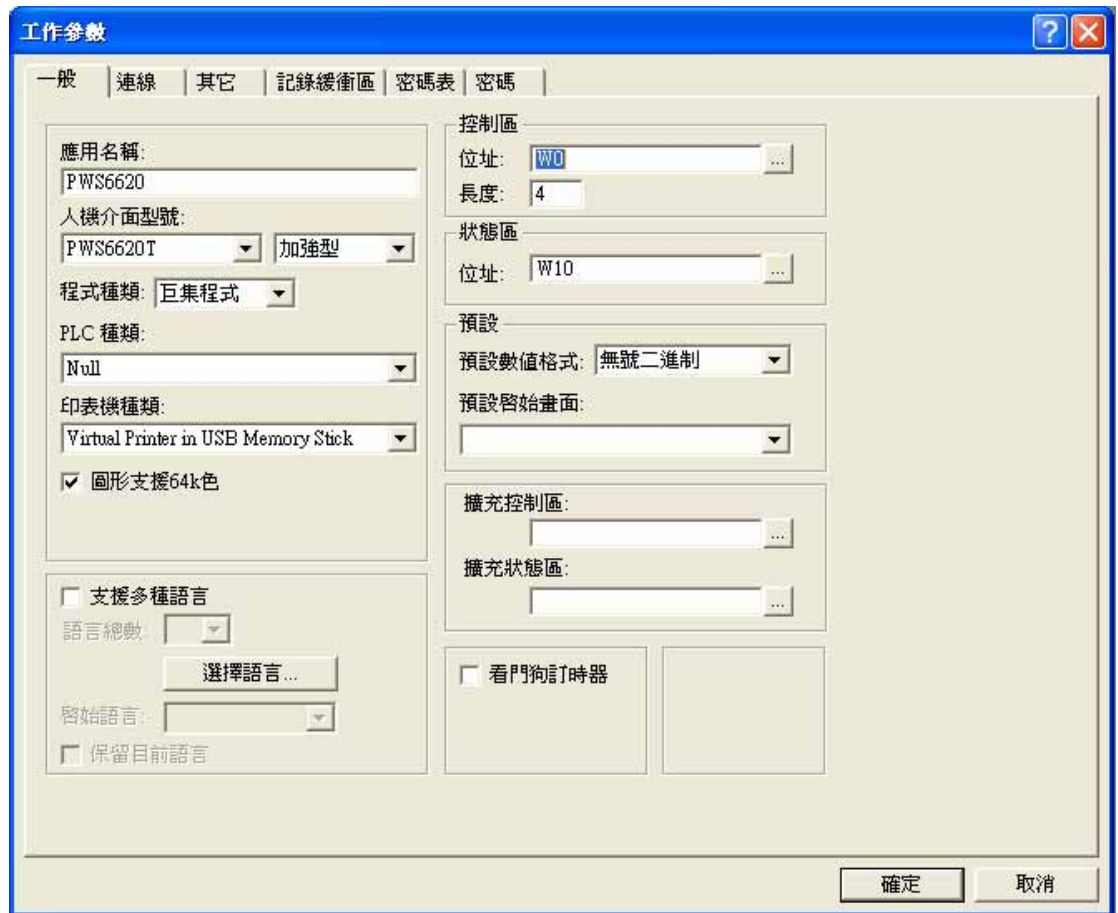 工作參數
一般 連線 其它 記錄緩衝區 密碼表 密碼
應用名稱:
PWS6620
人機介面型號:
PWS6620T 加強型
程式種類: 巨集程式
PLC 種類:
Null
印表機種類:
Virtual Printer in USB Memory Stick
圖形支援64k色
支援多種語言
語言總數:
選擇語言...
啓始語言:
保留目前語言
控制區
位址: W0 ...
長度: 4
狀態區
位址: W10 ...
預設
預設數值格式: 無號二進制
預設啓始畫面:
擴充控制區:
...
擴充狀態區:
...
看門狗訂時器
確定 取消